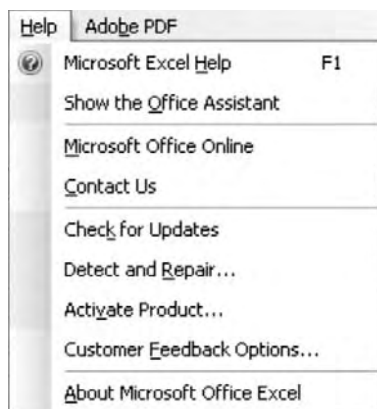 Help Adobe PDF
Microsoft Excel Help F1
Show the Office Assistant
Microsoft Office Online
Contact Us
Check for Updates
Detect and Repair...
Activate Product...
Customer Feedback Options...
About Microsoft Office Excel